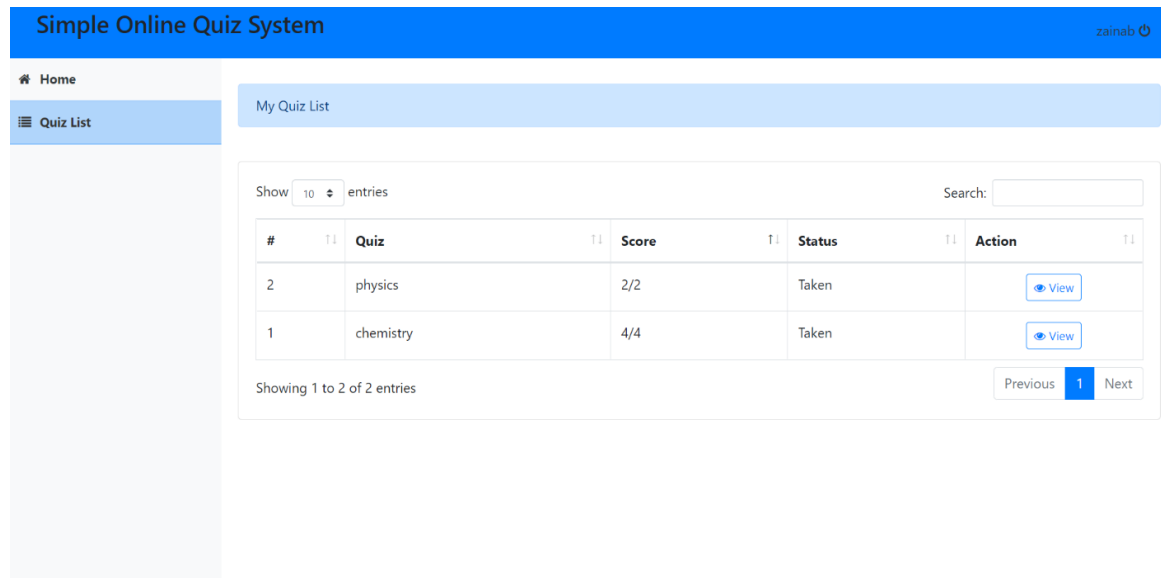 Simple Online Quiz System
zainab
Home
Quiz List
My Quiz List
Show 10 entries
Search:
# Quiz Score Status Action
2 physics 2/2 Taken View
1 chemistry 4/4 Taken View
Showing 1 to 2 of 2 entries
Previous 1 Next